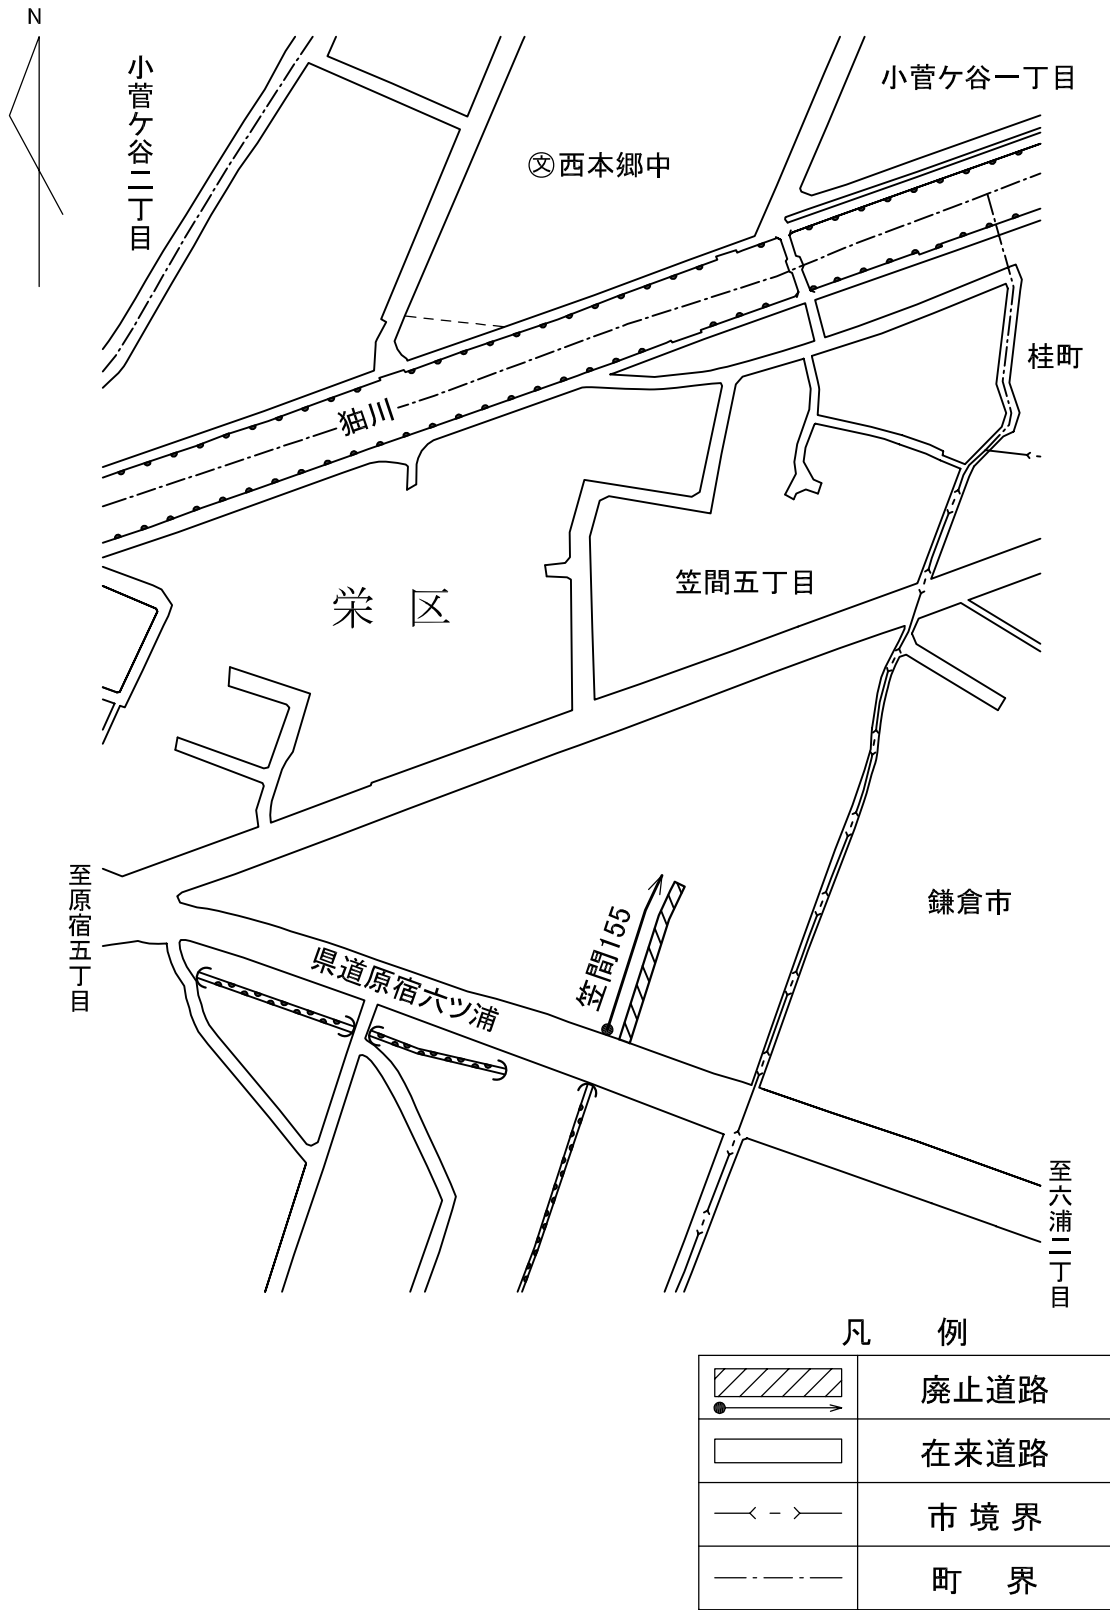 N
小菅ケ谷二丁目
小菅ケ谷一丁目
㊛西本郷中
桂町
㹨川
笠間五丁目
栄 区
至原宿五丁目
鎌倉市
笠間155
県道原宿六ツ浦
至六浦二丁目
凡 例
廃止道路
在来道路
市 境 界
町 界